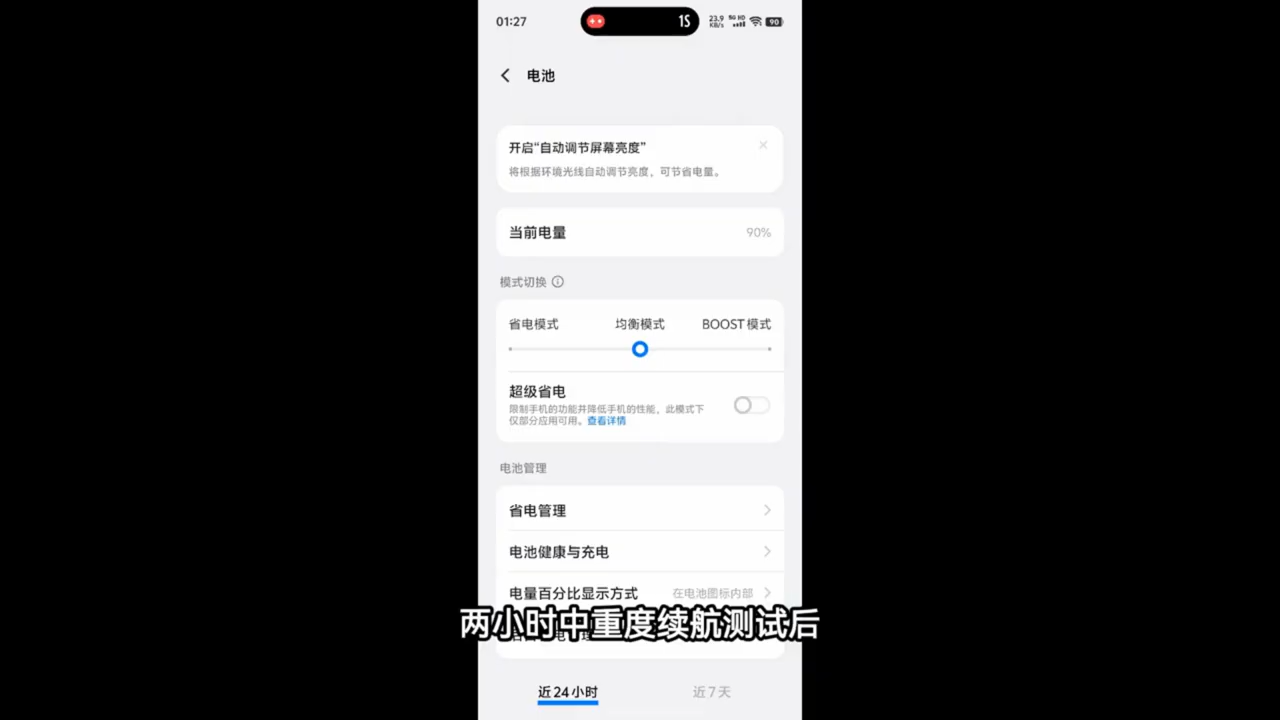 01:27
1S
23.9
KB/s
5G HD
90
电池
开启“自动调节屏幕亮度”
将根据环境光线自动调节亮度，可节省电量。
当前电量
90%
模式切换
省电模式
均衡模式
BOOST 模式
超级省电
限制手机的功能并降低手机的性能，此模式下
仅部分应用可用。查看详情
电池管理
省电管理
电池健康与充电
电量百分比显示方式
在电池图标内部
两小时中重度续航测试后
近 24 小时
近 7 天